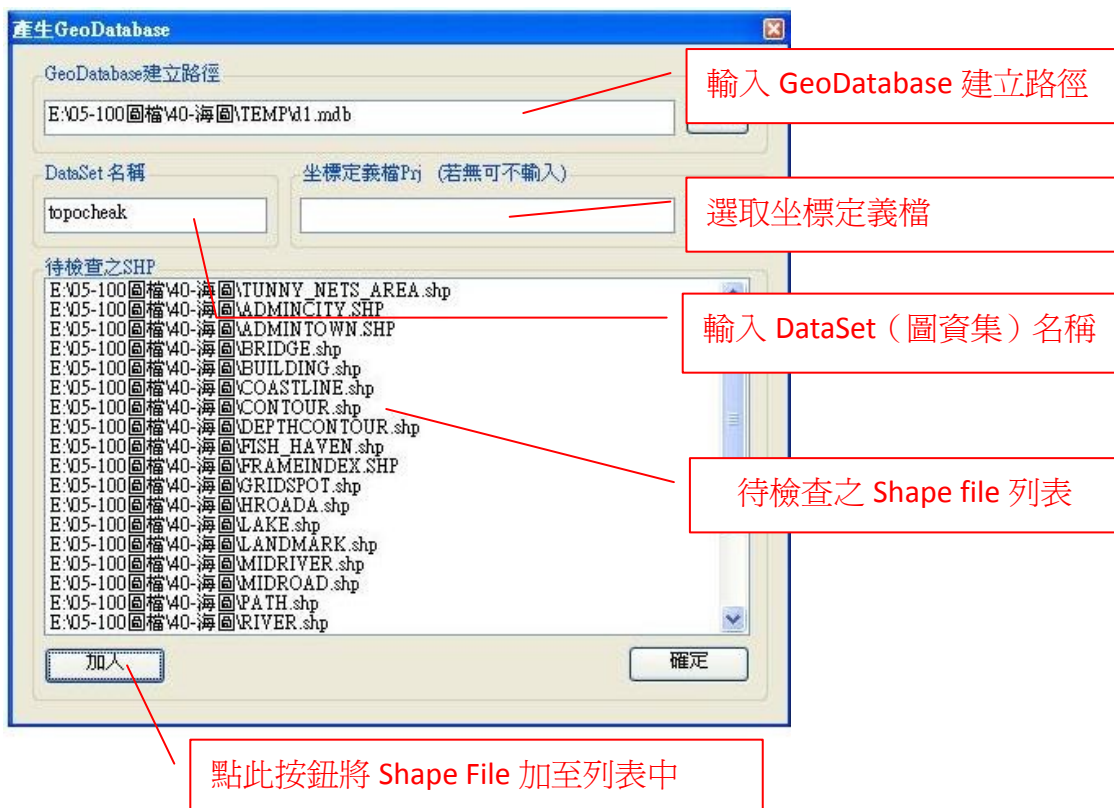 產生GeoDatabase
GeoDatabase建立路徑
輸入 GeoDatabase 建立路徑
E:\05-100圖檔\40-海圖\TEMP\d1.mdb
DataSet 名稱
坐標定義檔Prj (若無可不輸入)
topocheak
選取坐標定義檔
待檢查之SHP
E:\05-100圖檔\40-海圖\TUNNY_NETS_AREA.shp
E:\05-100圖檔\40-海圖\ADMINCITY.SHP
E:\05-100圖檔\40-海圖\ADMINTOWN.SHP
輸入 DataSet（圖資集）名稱
E:\05-100圖檔\40-海圖\BRIDGE.shp
E:\05-100圖檔\40-海圖\BUILDING.shp
E:\05-100圖檔\40-海圖\COASTLINE.shp
E:\05-100圖檔\40-海圖\CONTOUR.shp
E:\05-100圖檔\40-海圖\DEPTHCONTOUR.shp
E:\05-100圖檔\40-海圖\FISH_HAVEN.shp
E:\05-100圖檔\40-海圖\FRAMEINDEX.SHP
E:\05-100圖檔\40-海圖\GRIDSPOT.shp
待檢查之 Shape file 列表
E:\05-100圖檔\40-海圖\HROADA.shp
E:\05-100圖檔\40-海圖\LAKE.shp
E:\05-100圖檔\40-海圖\LANDMARK.shp
E:\05-100圖檔\40-海圖\MIDRIVER.shp
E:\05-100圖檔\40-海圖\MIDROAD.shp
E:\05-100圖檔\40-海圖\PATH.shp
E:\05-100圖檔\40-海圖\RIVER.shp
加入
確定
點此按鈕將 Shape File 加至列表中